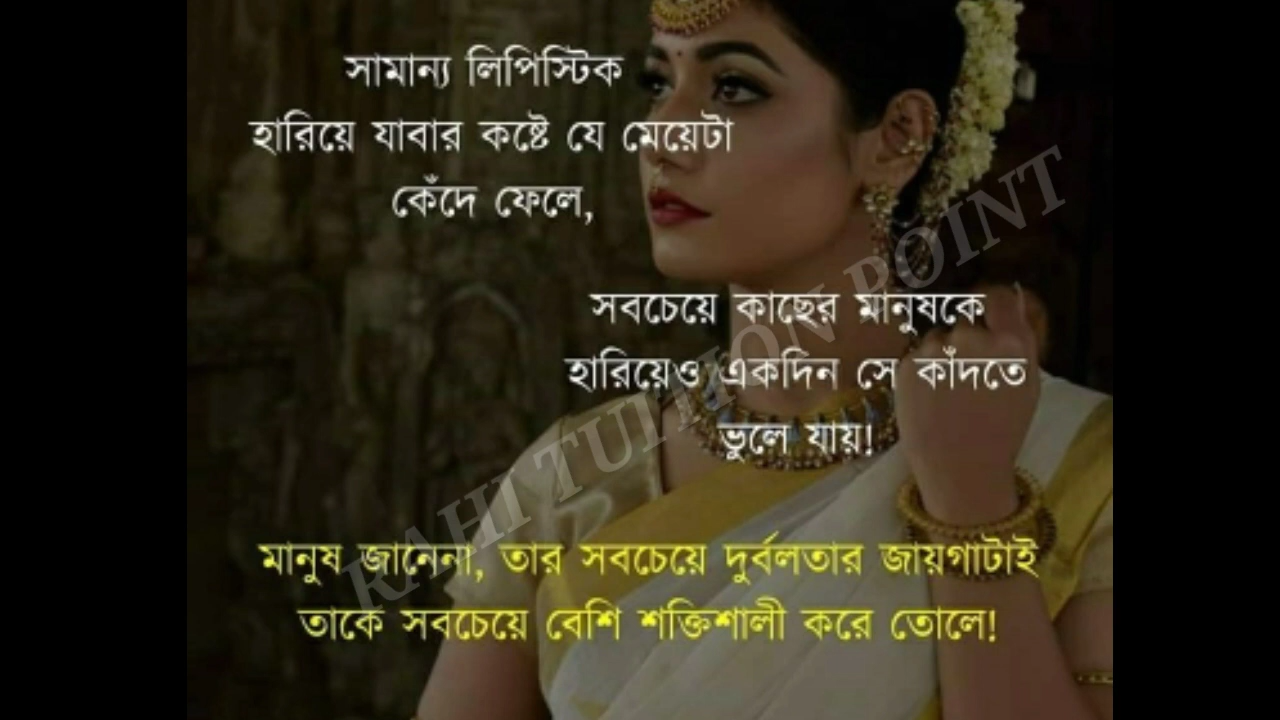 সামান্য লিপিস্টিক
হারিয়ে যাবার কষ্টে যে মেয়েটা
কেঁদে ফেলে,
সবচেয়ে কাছের মানুষকে
হারিয়েও একদিন সে কাঁদতে
ভুলে যায়!
RAHI TUITION POINT
মানুষ জানেনা, তার সবচেয়ে দুর্বলতার জায়গাটাই
তাকে সবচেয়ে বেশি শক্তিশালী করে তোলে!